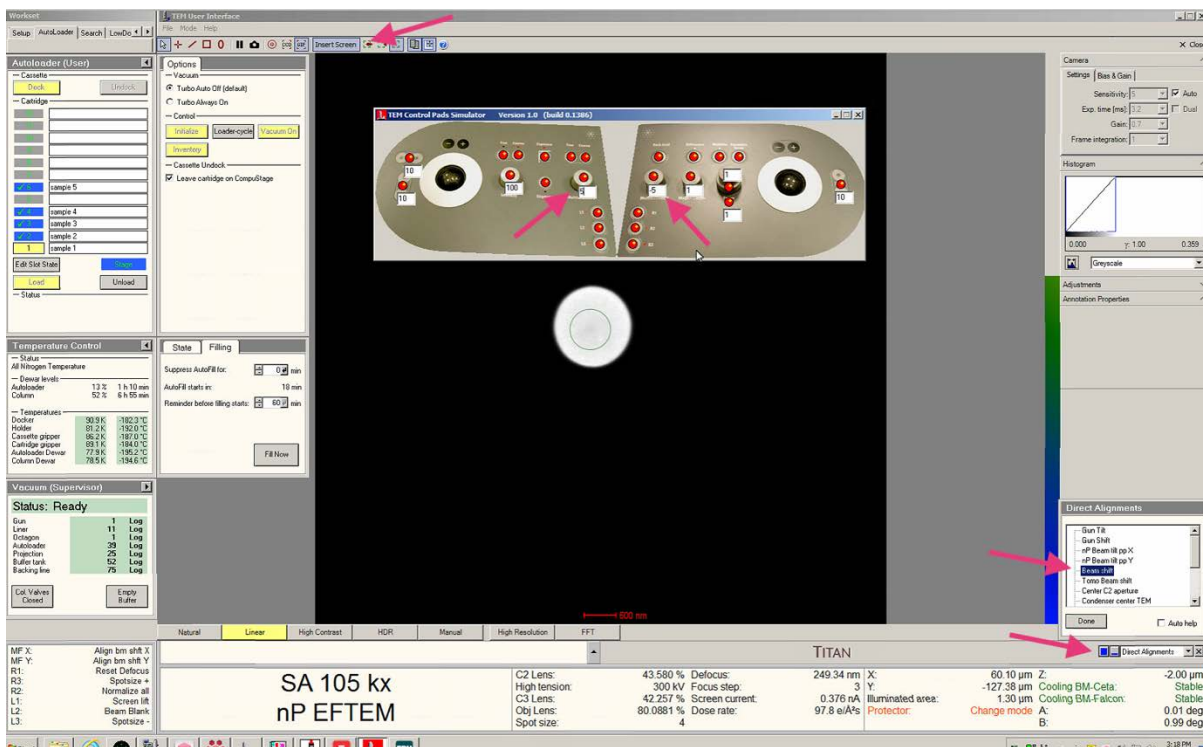 Workset
TEM User Interface
File Mode Help
Setup AutoLoader Search LowDo
Insert Screen
Close
Autoloader (User)
Cassette
Dock Undock
Cartridge
sample 5
sample 4
sample 3
sample 2
1 sample 1
Edit Slot State Stage
Load Unload
Status
Options
Vacuum
Turbo Auto Off (default)
Turbo Always On
Control
Initialize Loader-cycle Vacuum On
Inventory
Cassette Undock
Leave cartridge on CompuStage
TEM Control Pads Simulator Version 1.0 (build 0.1386)
10
10
100
5
-5
1
1
1
10
Camera
Settings Bias & Gain
Sensitivity: 5 Auto
Exp. time [ms]: 3.2 Dual
Gain: 0.7
Frame integration: 1
Histogram
0.000 γ: 1.00 0.359
Greyscale
Adjustments
Annotation Properties
Temperature Control
Status
All Nitrogen Temperature
Dewar levels
Autoloader 13 % 1 h 10 min
Column 52 % 6 h 55 min
Temperatures
Docker 90.9 K -182.3 °C
Holder 81.2 K -192.0 °C
Cassette gripper 86.2 K -187.0 °C
Cartridge gripper 89.1 K -184.0 °C
Autoloader Dewar 77.9 K -195.2 °C
Column Dewar 78.5 K -194.6 °C
State Filling
Suppress AutoFill for: 0 min
AutoFill starts in: 18 min
Reminder before filling starts: 60 min
Fill Now
Vacuum (Supervisor)
Status: Ready
Gun 1 Log
Liner 11 Log
Octagon 1 Log
Autoloader 39 Log
Projection 25 Log
Buffer tank 52 Log
Backing line 75 Log
Col. Valves Closed
Empty Buffer
600 nm
Direct Alignments
Gun Tilt
Gun Shift
nP Beam tilt pp X
nP Beam tilt pp Y
Beam shift
Tomo Beam shift
Center C2 aperture
Condenser center TEM
Done Auto help
Natural Linear High Contrast HDR Manual High Resolution FFT
TITAN
Direct Alignments
MF X: Align bm shft X
MF Y: Align bm shft Y
R1: Reset Defocus
R3: Spotsize +
R2: Normalize all
L1: Screen lift
L2: Beam Blank
L3: Spotsize -
SA 105 kx
nP EFTEM
C2 Lens: 43.580 %
High tension: 300 kV
C3 Lens: 42.257 %
Obj Lens: 80.0881 %
Spot size: 4
Defocus: 249.34 nm
Focus step: 3
Screen current: 0.376 nA
Dose rate: 97.8 e/Å²s
X: 60.10 µm
Y: -127.38 µm
Illuminated area: 1.30 µm
Protector: Change mode
Z: -2.00 µm
Cooling BM-Ceta: Stable
Cooling BM-Falcon: Stable
A: 0.01 deg
B: 0.99 deg
3:18 PM